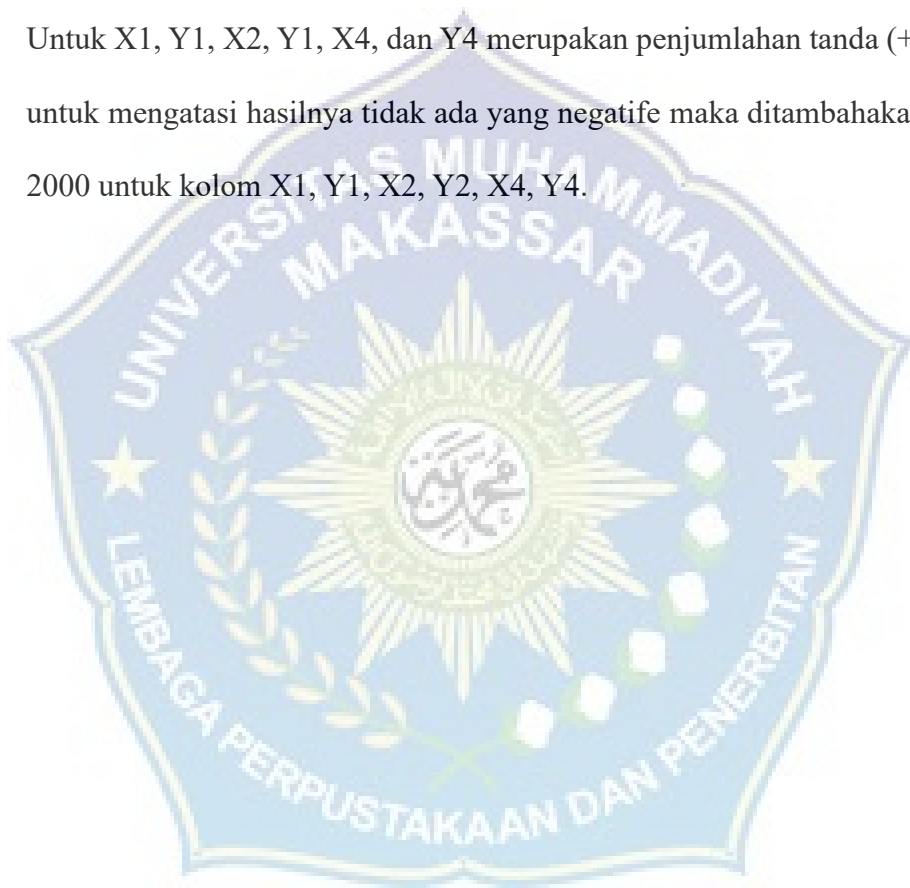 Untuk X1, Y1, X2, Y1, X4, dan Y4 merupakan penjumlahan tanda (+
untuk mengatasi hasilnya tidak ada yang negatife maka ditambahaka
2000 untuk kolom X1, Y1, X2, Y2, X4, Y4.
UNIVERSITAS MUHAMMADIYAH
MAKASSAR
LEMBAGA PERPUSTAKAAN DAN PENERBITAN